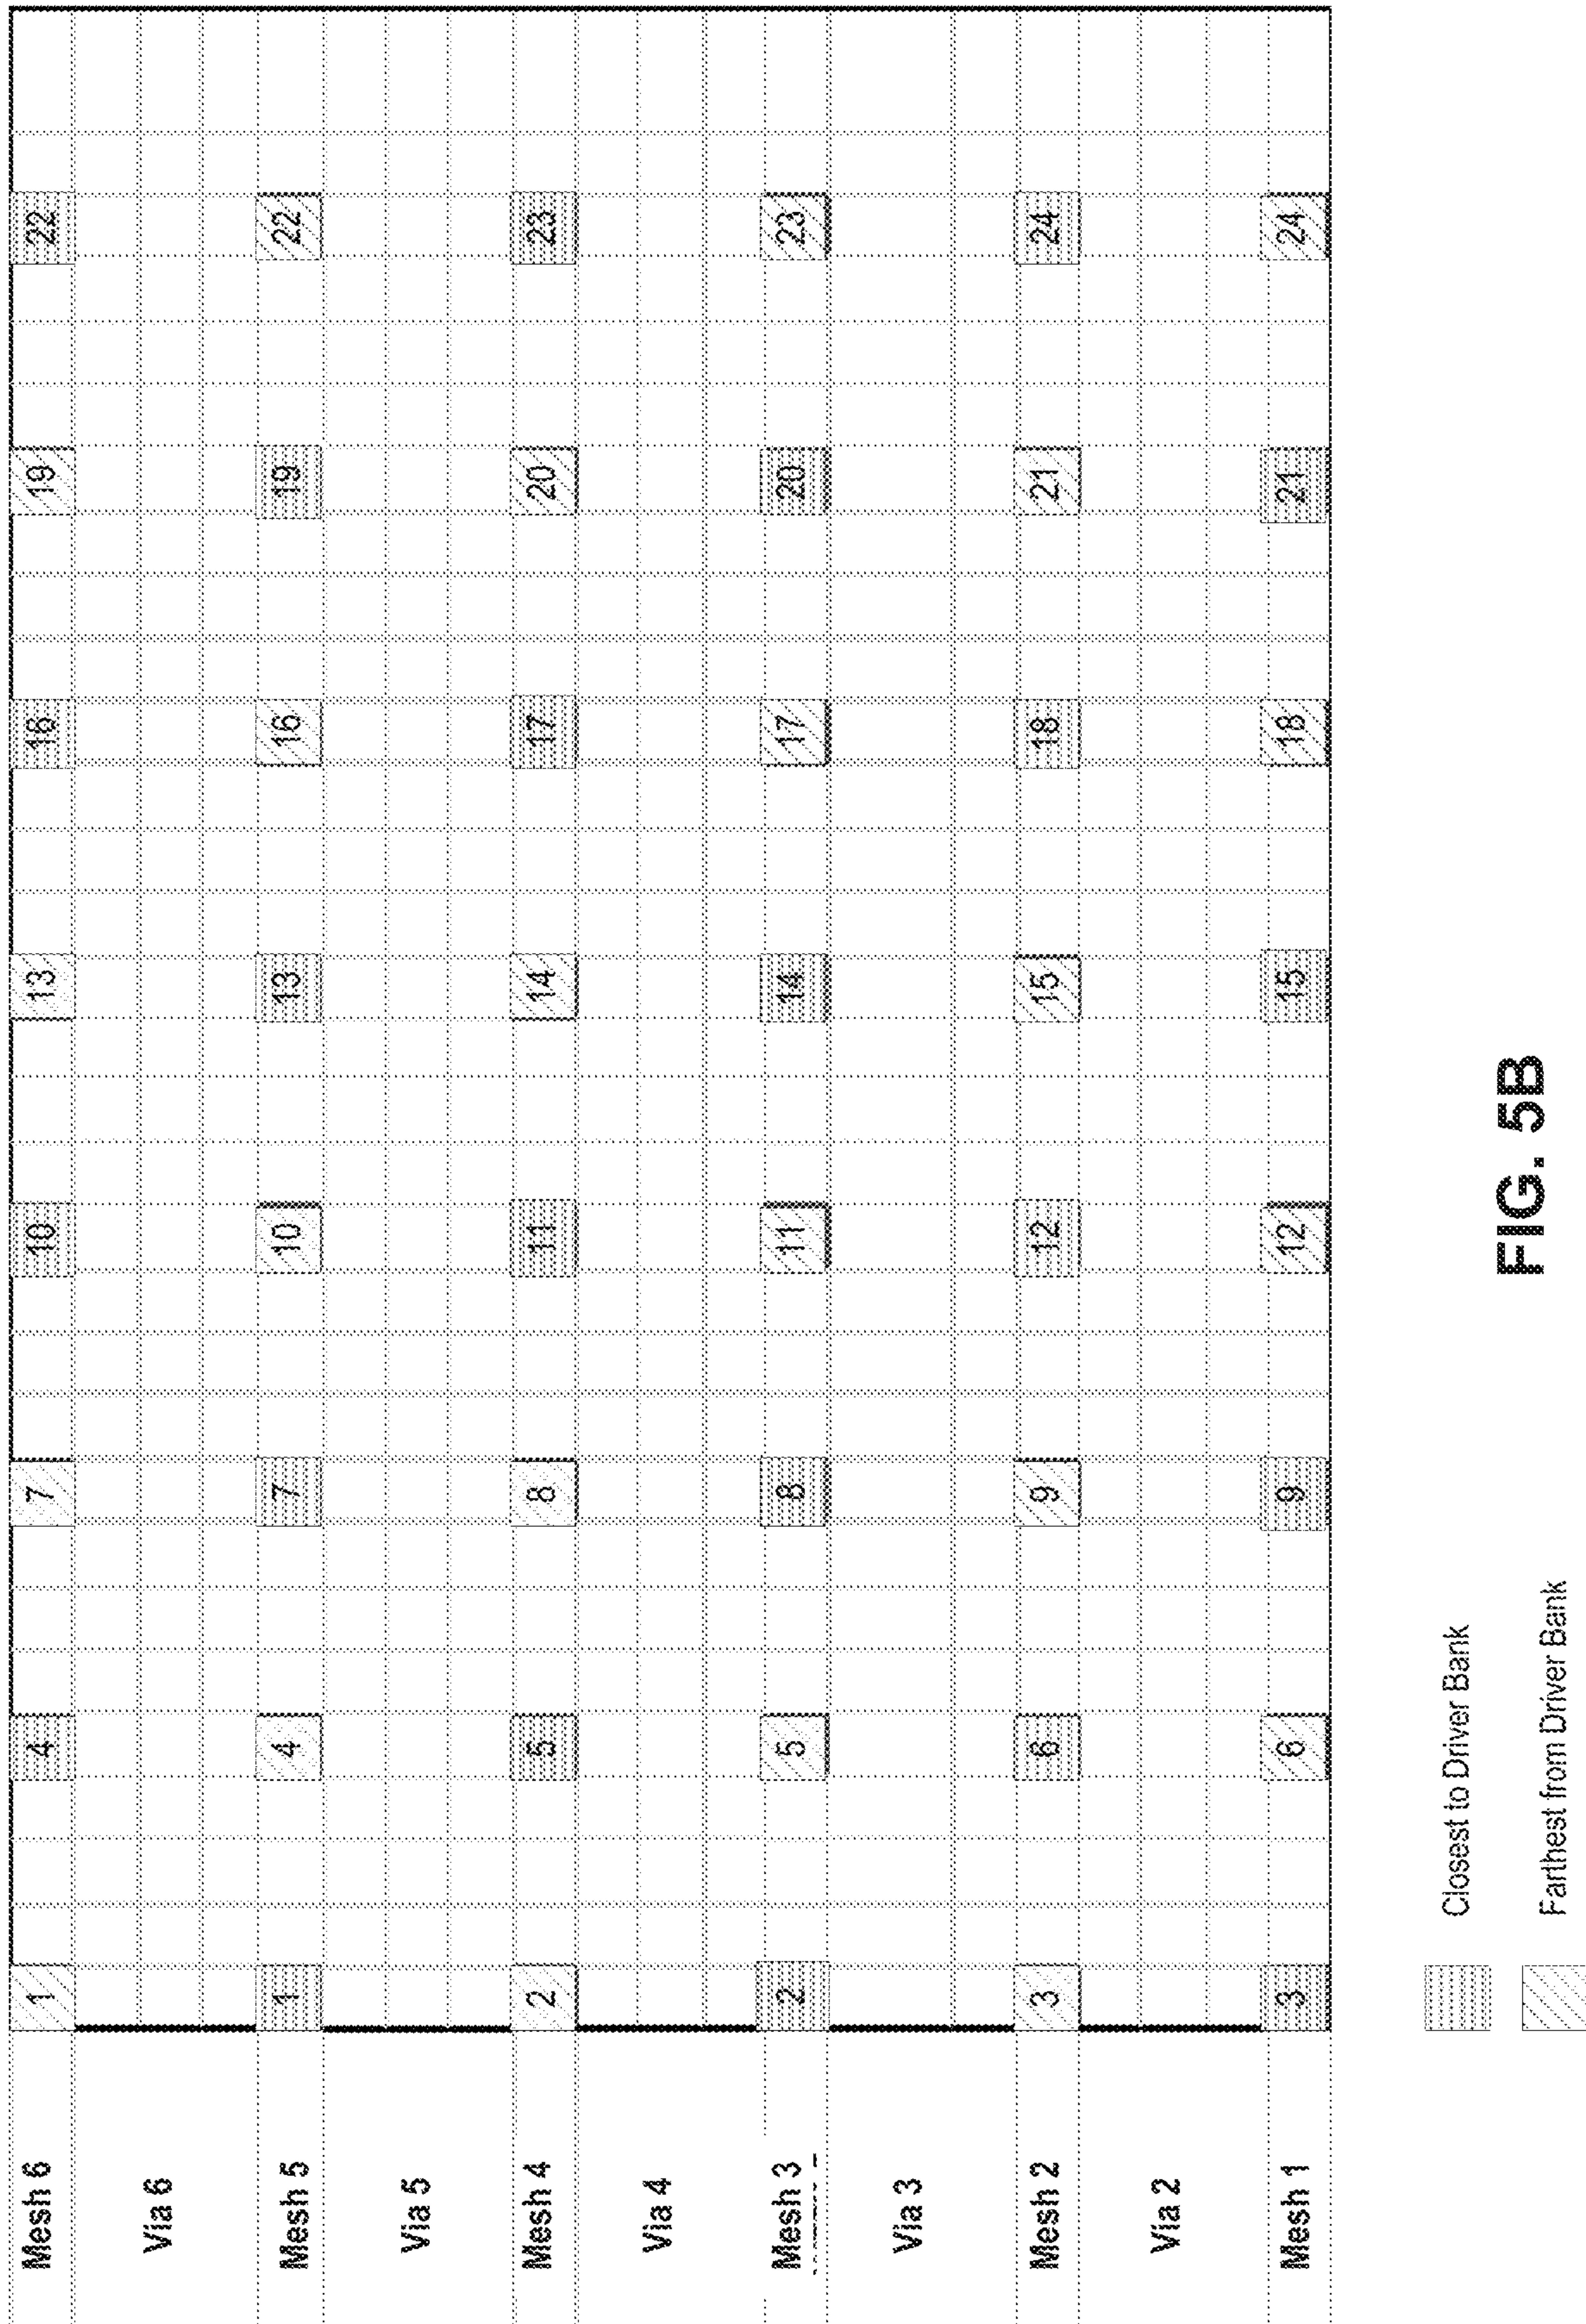 Mesh 6 1 4 7 10 13 16 19 22
Via 6
Mesh 5 1 4 7 10 13 16 19 22
Via 5
Mesh 4 2 5 8 11 14 17 20 23
Via 4
Mesh 3 2 5 8 11 14 17 20 23
Via 3
Mesh 2 3 6 9 12 15 18 21 24
Via 2
Mesh 1 3 6 9 12 15 18 21 24
Closest to Driver Bank
Farthest from Driver Bank
FIG. 5B